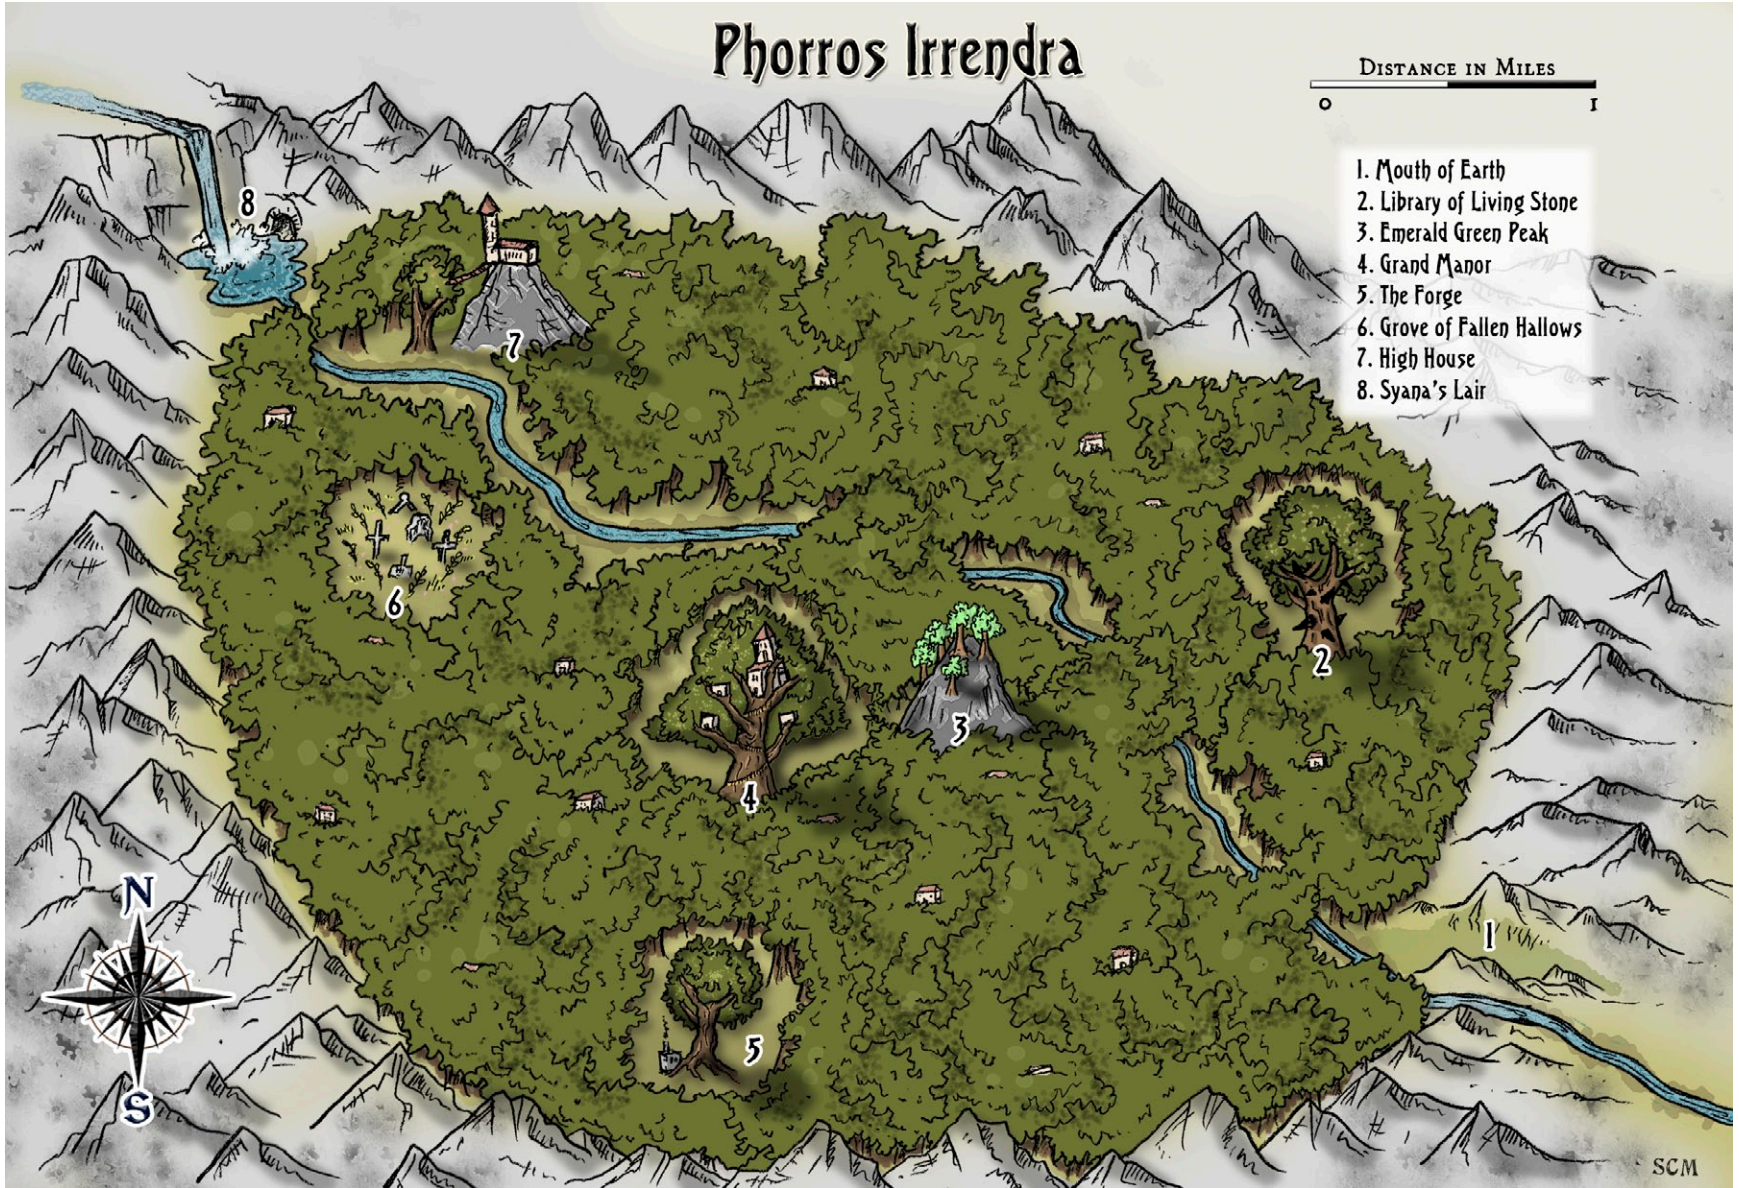 Phorros Irrendra
Distance in Miles
0 1
1. Mouth of Earth
2. Library of Living Stone
3. Emerald Green Peak
4. Grand Manor
5. The Forge
6. Grove of Fallen Hallows
7. High House
8. Syana's Lair
8
7
6
2
3
4
1
5
N
S
SCM